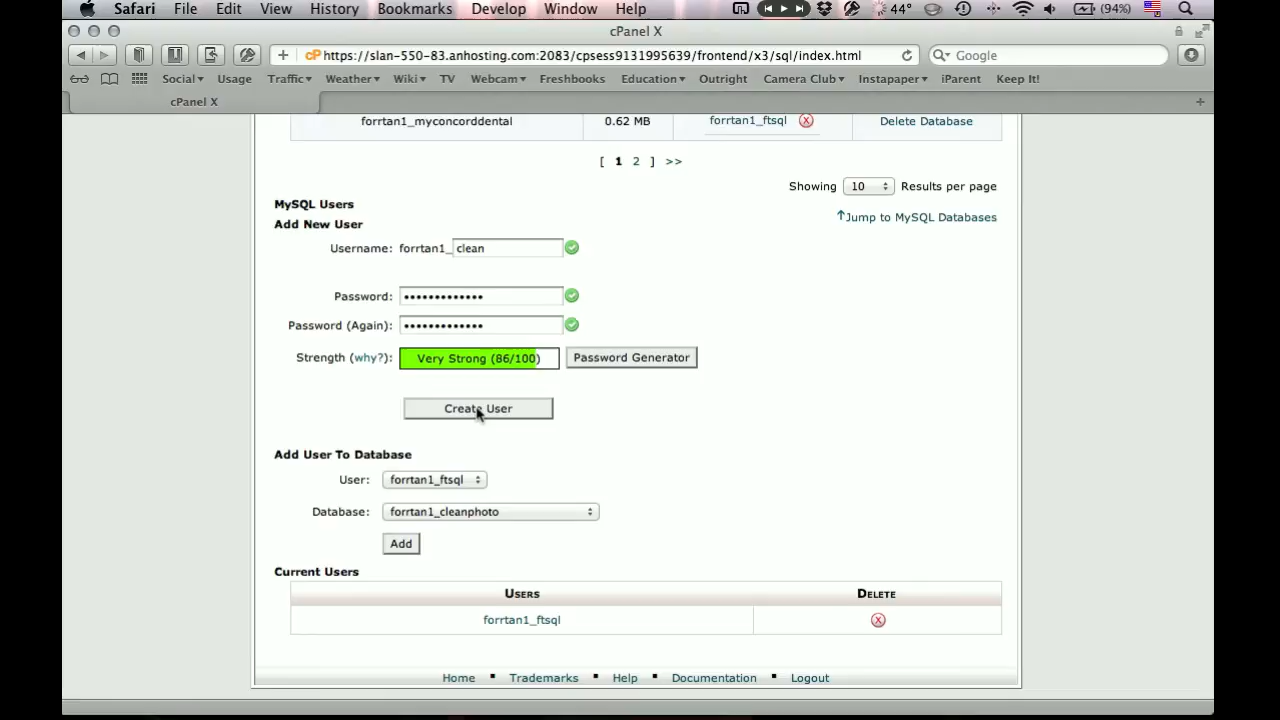 Safari File Edit View History Bookmarks Develop Window Help 44° (94%)
cPanel X
cP https://slan-550-83.anhosting.com:2083/cpsess9131995639/frontend/x3/sql/index.html Google
Social Usage Traffic Weather Wiki TV Webcam Freshbooks Education Outright Camera Club Instapaper iParent Keep It!
cPanel X
forrtan1_myconcorddental 0.62 MB forrtan1_ftsql Delete Database
[ 1 2 ] >>
Showing 10 Results per page
MySQL Users
↑Jump to MySQL Databases
Add New User
Username: forrtan1_ clean
Password: •••••••••••••
Password (Again): •••••••••••••
Strength (why?): Very Strong (86/100) Password Generator
Create User
Add User To Database
User: forrtan1_ftsql
Database: forrtan1_cleanphoto
Add
Current Users
Users Delete
forrtan1_ftsql
Home ▪ Trademarks ▪ Help ▪ Documentation ▪ Logout